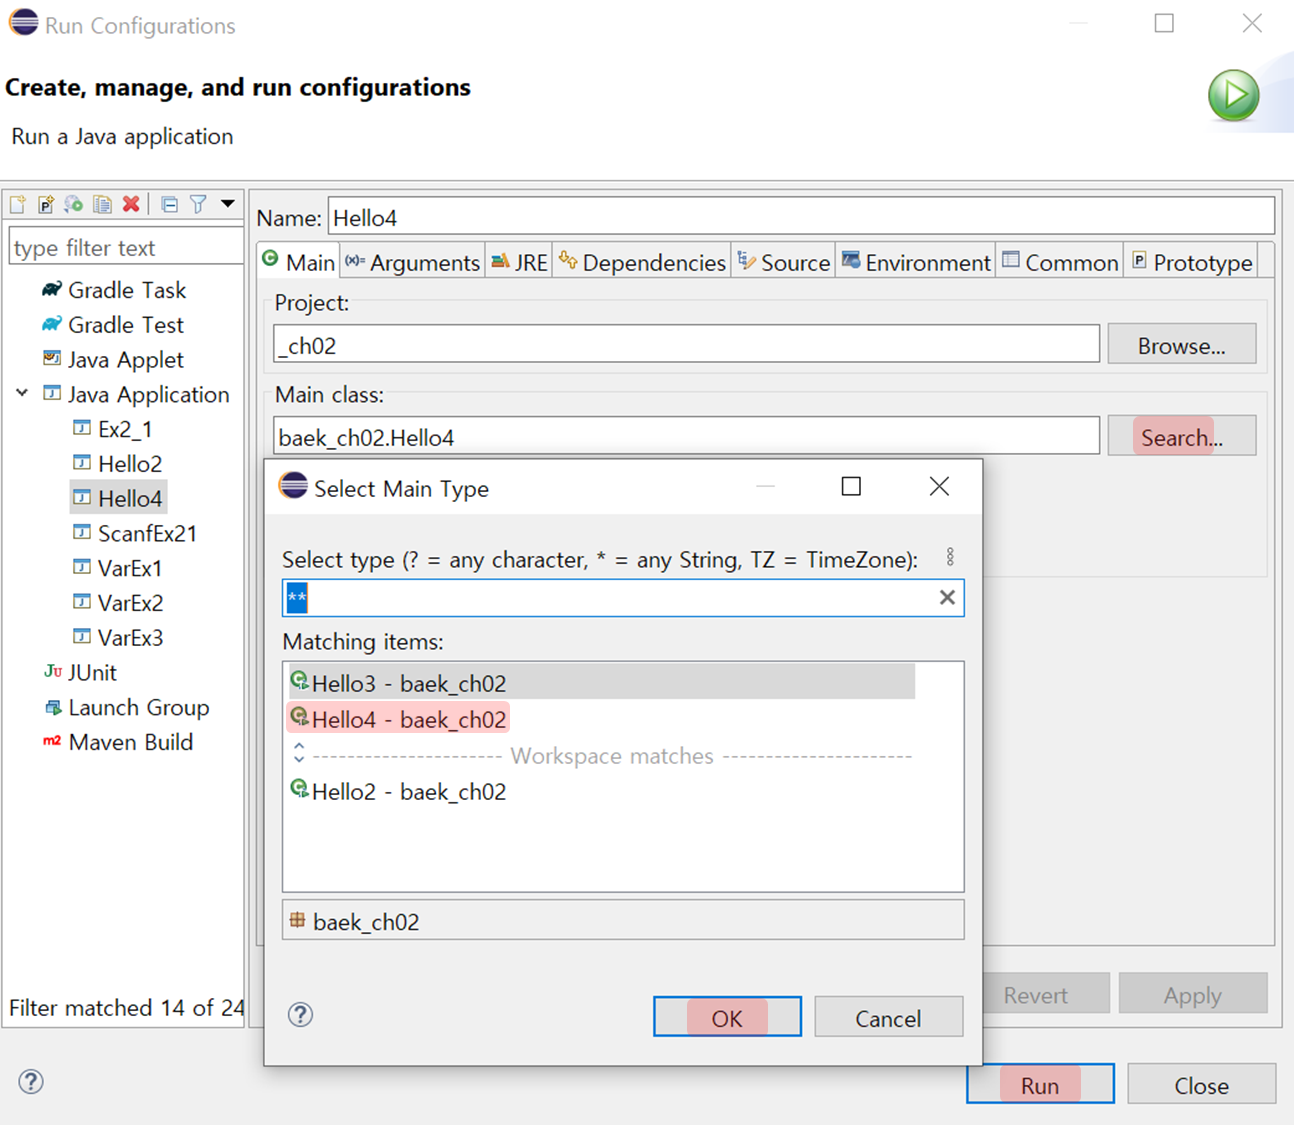 Run Configurations
Create, manage, and run configurations
Run a Java application
type filter text
Gradle Task
Gradle Test
Java Applet
Java Application
Ex2_1
Hello2
Hello4
ScanfEx21
VarEx1
VarEx2
VarEx3
JUnit
Launch Group
Maven Build
Filter matched 14 of 24
Name: Hello4
Main Arguments JRE Dependencies Source Environment Common Prototype
Project:
_ch02 Browse...
Main class:
baek_ch02.Hello4 Search...
Select Main Type
Select type (? = any character, * = any String, TZ = TimeZone):
**
Matching items:
Hello3 - baek_ch02
Hello4 - baek_ch02
Workspace matches
Hello2 - baek_ch02
baek_ch02
OK Cancel
Revert Apply
Run Close